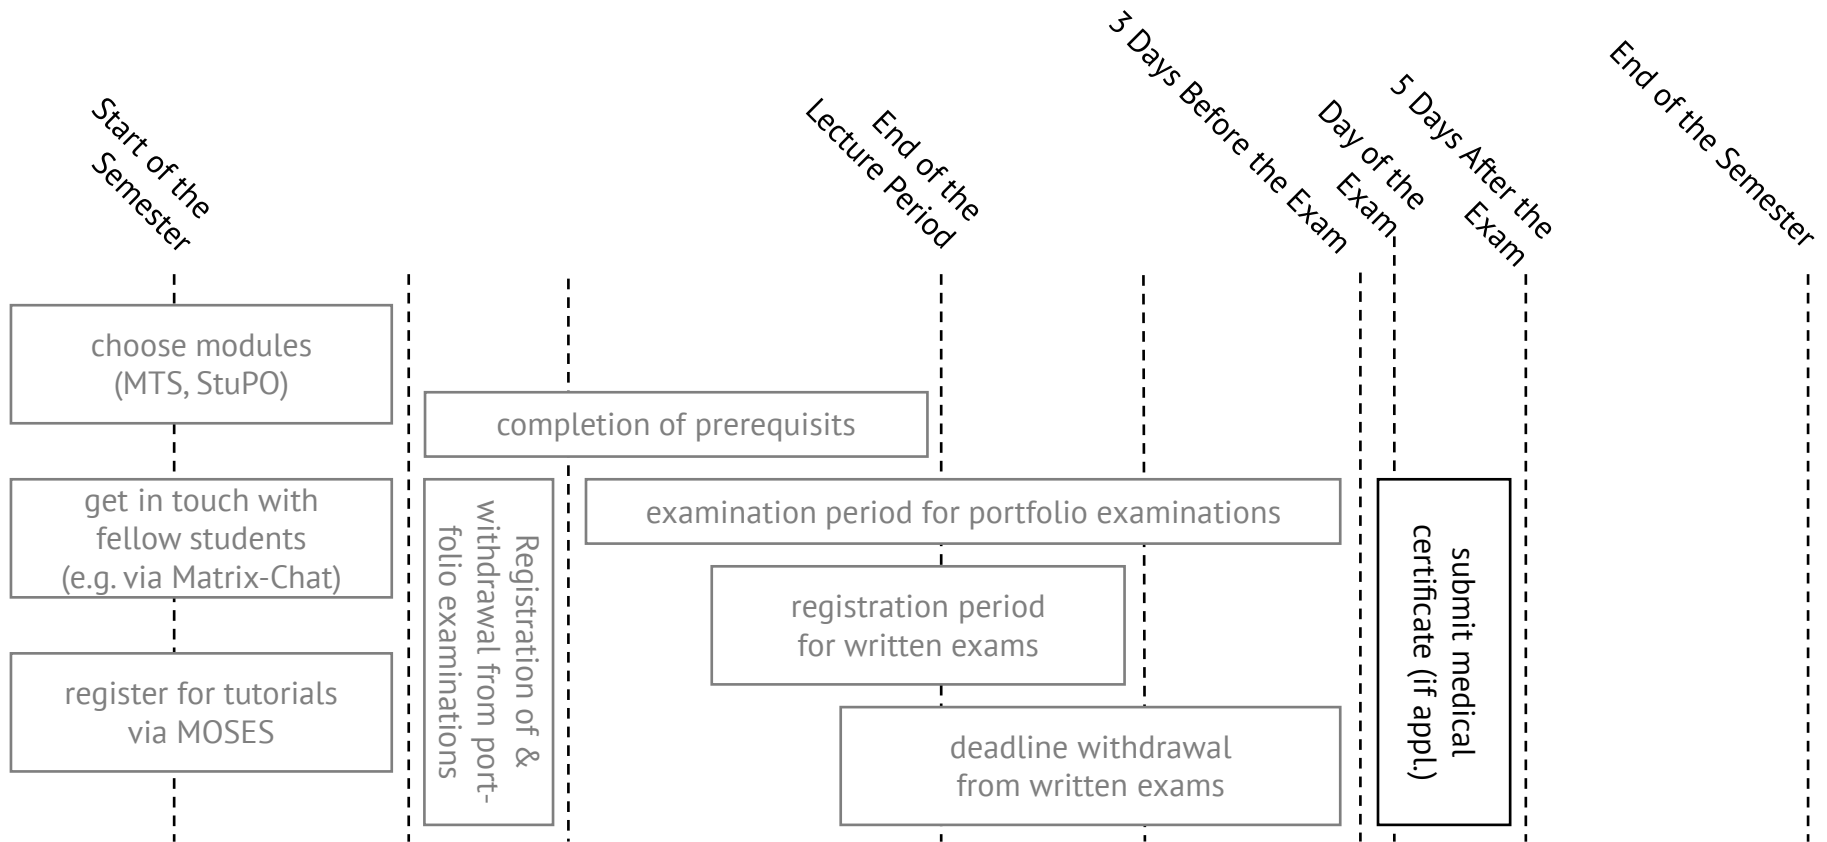 Start of the
Semester
End of the
Lecture Period
3 Days Before the Exam
Day of the
Exam
5 Days After the
Exam
End of the Semester
choose modules
(MTS, StuPO)
completion of prerequisits
get in touch with
fellow students
(e.g. via Matrix-Chat)
Registration of &
withdrawal from port-
folio examinations
examination period for portfolio examinations
submit medical
certificate (if appl.)
registration period
for written exams
register for tutorials
via MOSES
deadline withdrawal
from written exams